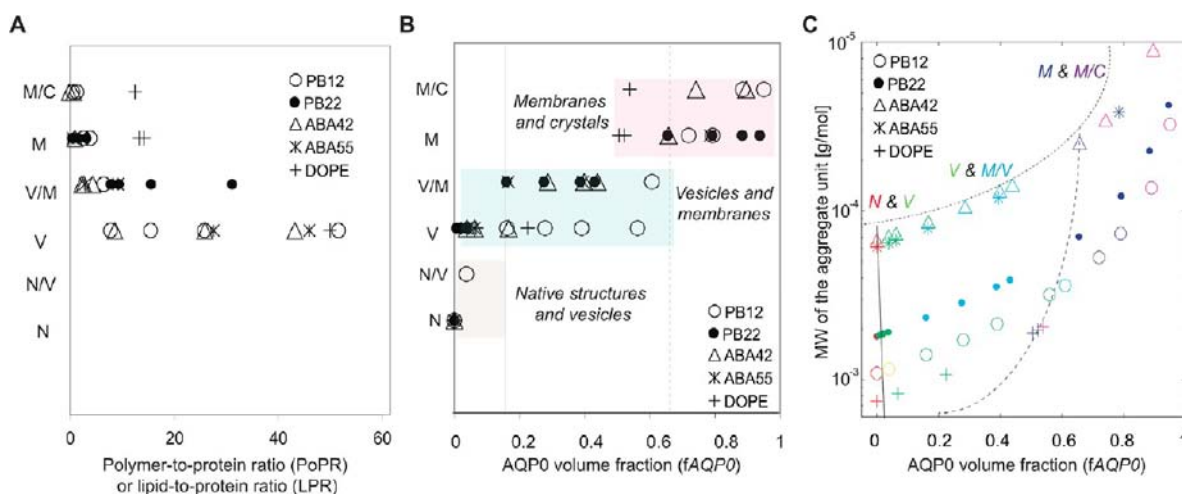 A
M/C
M
V/M
V
N/V
N
PB12
PB22
ABA42
ABA55
DOPE
0
20
40
60
Polymer-to-protein ratio (PoPR)
or lipid-to-protein ratio (LPR)
B
M/C
M
V/M
V
N/V
N
Membranes
and crystals
Vesicles and
membranes
Native structures
and vesicles
PB12
PB22
ABA42
ABA55
DOPE
0
0.2
0.4
0.6
0.8
1
AQP0 volume fraction (fAQP0)
C
MW of the aggregate unit [g/mol]
10-5
10-4
10-3
PB12
PB22
ABA42
ABA55
DOPE
M & M/C
V & M/V
N & V
0
0.2
0.4
0.6
0.8
1
AQP0 volume fraction (fAQP0)